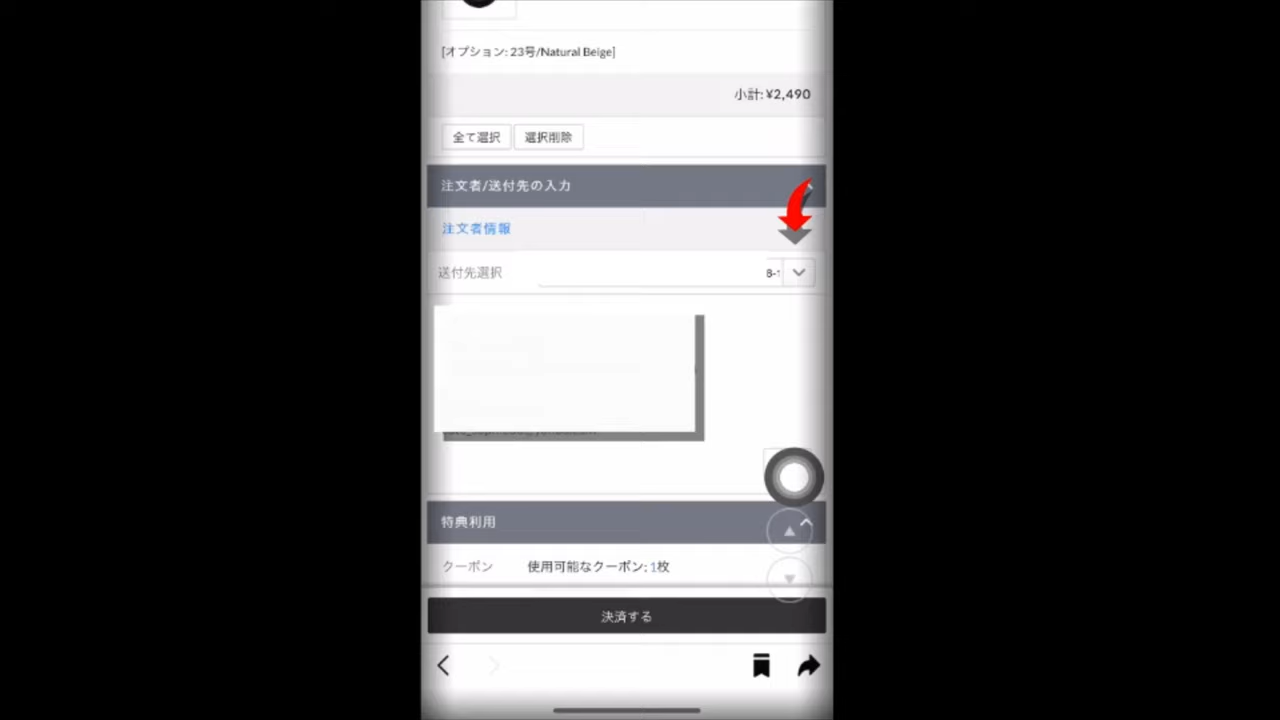 [オプション: 23号/Natural Beige]
小計: ¥2,490
全て選択 選択削除
注文者/送付先の入力
注文者情報
送付先選択
8-1
特典利用
クーポン 使用可能なクーポン: 1枚
決済する